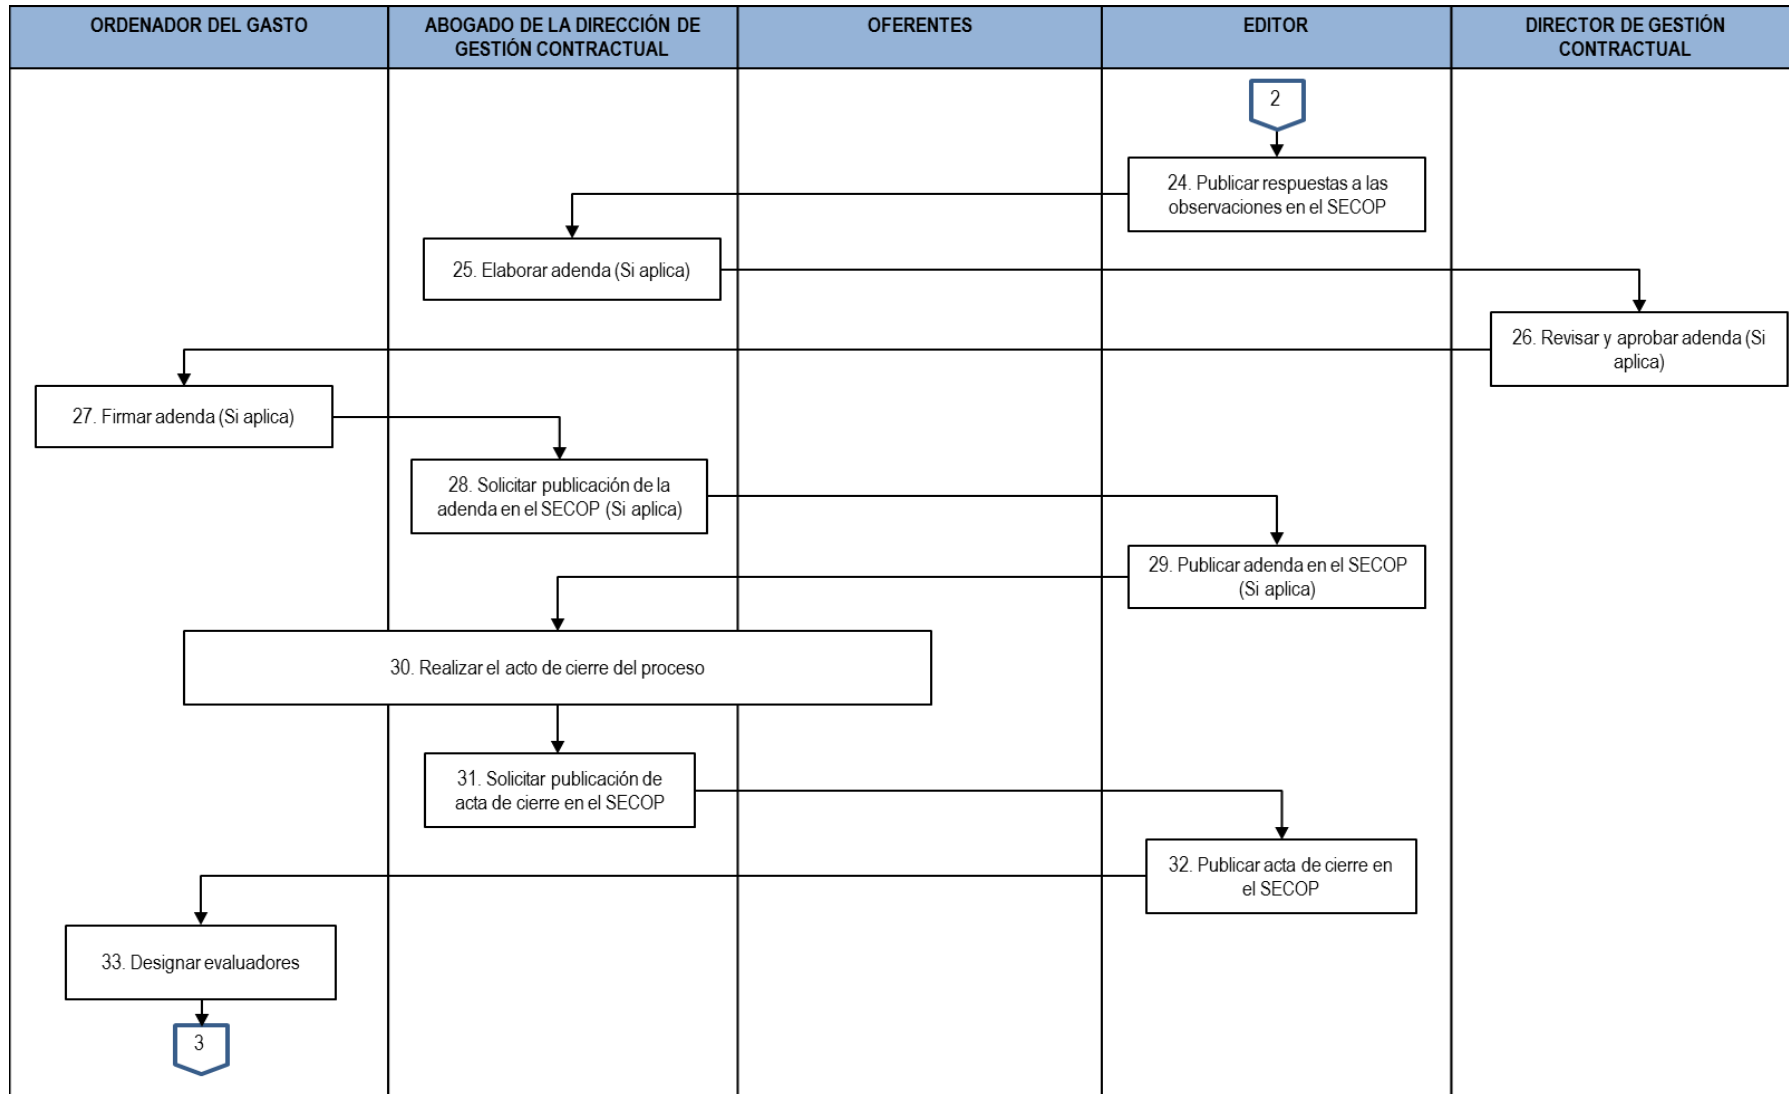 ORDENADOR DEL GASTO
ABOGADO DE LA DIRECCIÓN DE
GESTIÓN CONTRACTUAL
OFERENTES
EDITOR
DIRECTOR DE GESTIÓN
CONTRACTUAL
2
24. Publicar respuestas a las
observaciones en el SECOP
25. Elaborar adenda (Si aplica)
26. Revisar y aprobar adenda (Si
aplica)
27. Firmar adenda (Si aplica)
28. Solicitar publicación de la
adenda en el SECOP (Si aplica)
29. Publicar adenda en el SECOP
(Si aplica)
30. Realizar el acto de cierre del proceso
31. Solicitar publicación de
acta de cierre en el SECOP
32. Publicar acta de cierre en
el SECOP
33. Designar evaluadores
3